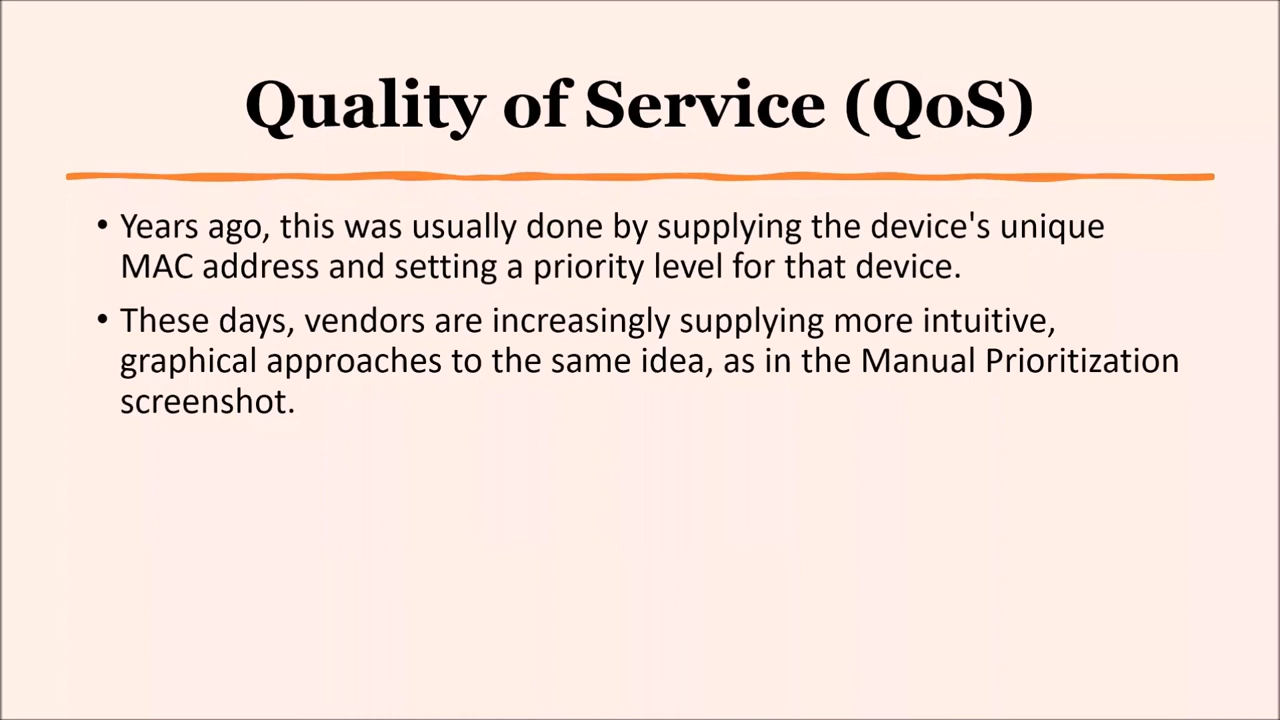 Quality of Service (QoS)
• Years ago, this was usually done by supplying the device's unique
MAC address and setting a priority level for that device.
• These days, vendors are increasingly supplying more intuitive,
graphical approaches to the same idea, as in the Manual Prioritization
screenshot.